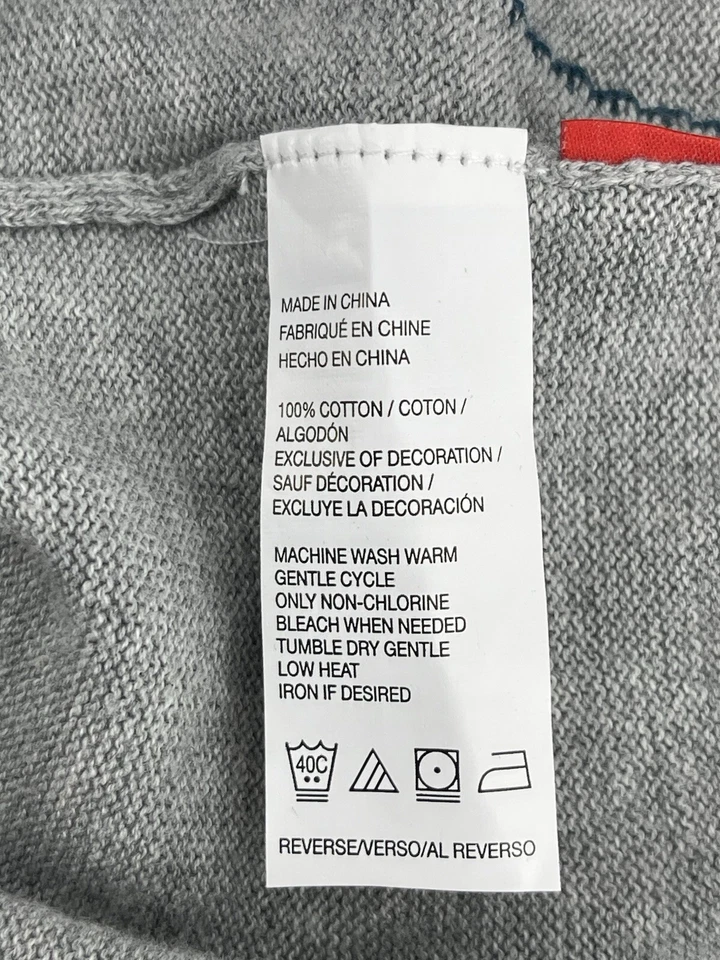 MADE IN CHINA
FABRIQUÉ EN CHINE
HECHO EN CHINA
100% COTTON / COTON /
ALGODÓN
EXCLUSIVE OF DECORATION /
SAUF DÉCORATION /
EXCLUYE LA DECORACIÓN
MACHINE WASH WARM
GENTLE CYCLE
ONLY NON-CHLORINE
BLEACH WHEN NEEDED
TUMBLE DRY GENTLE
LOW HEAT
IRON IF DESIRED
40C
REVERSE/VERSO/AL REVERSO